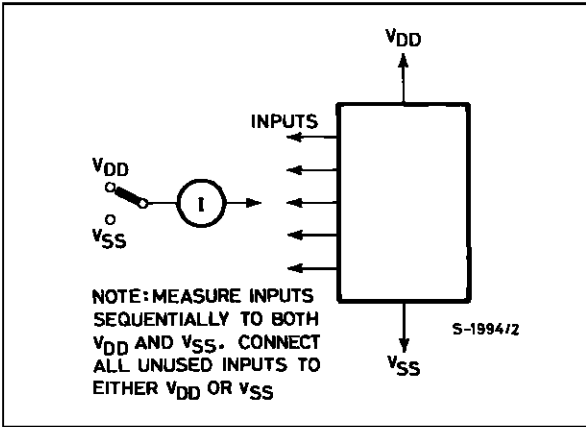 VDD
INPUTS
VDD
I
VSS
NOTE: MEASURE INPUTS
SEQUENTIALLY TO BOTH
VDD AND VSS. CONNECT
ALL UNUSED INPUTS TO
EITHER VDD OR VSS
S-1994/2
VSS